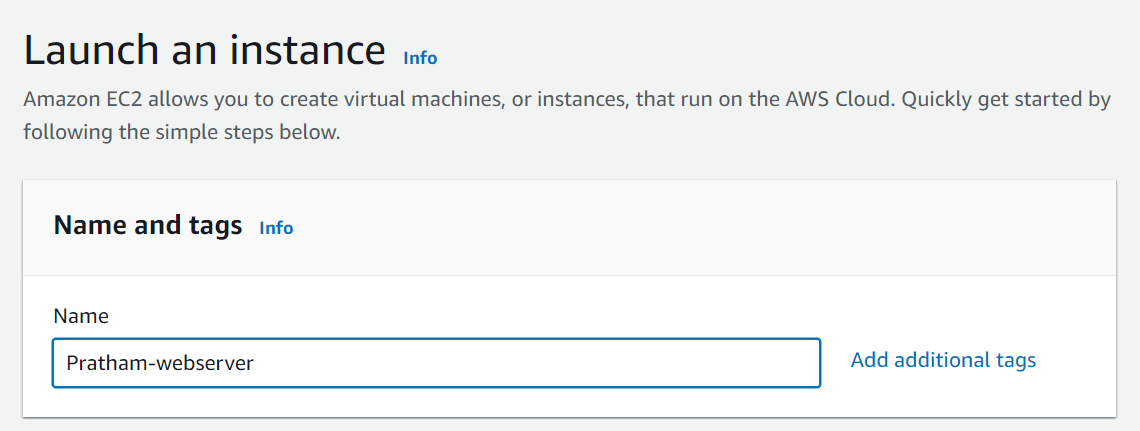 Launch an instance Info
Amazon EC2 allows you to create virtual machines, or instances, that run on the AWS Cloud. Quickly get started by
following the simple steps below.
Name and tags Info
Name
Pratham-webserver
Add additional tags